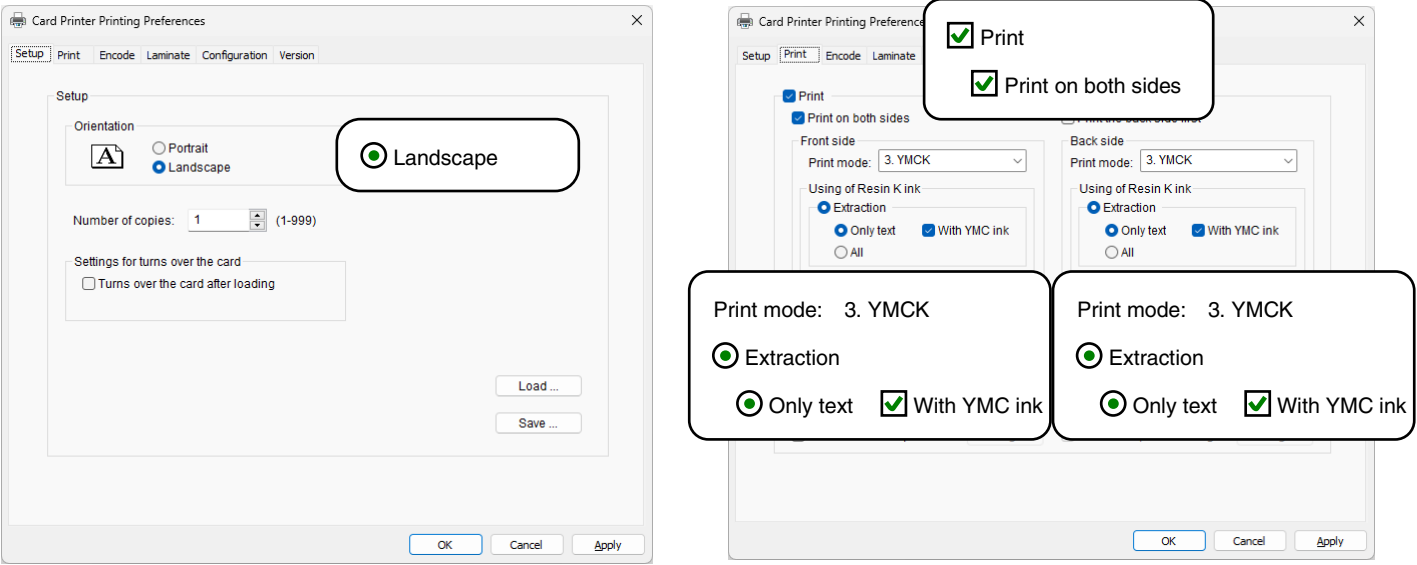 Card Printer Printing Preferences
Setup Print Encode Laminate Configuration Version
Setup
Orientation
A
Portrait
Landscape
Landscape
Number of copies: 1 (1-999)
Settings for turns over the card
Turns over the card after loading
Load ...
Save ...
OK Cancel Apply
Card Printer Printing Preference
Setup Print Encode Laminate
Print
Print on both sides
Print
Print on both sides
Front side
Print mode: 3. YMCK
Using of Resin K ink
Extraction
Only text With YMC ink
All
Back side
Print mode: 3. YMCK
Using of Resin K ink
Extraction
Only text With YMC ink
All
Print mode: 3. YMCK
Extraction
Only text With YMC ink
Print mode: 3. YMCK
Extraction
Only text With YMC ink
OK Cancel Apply